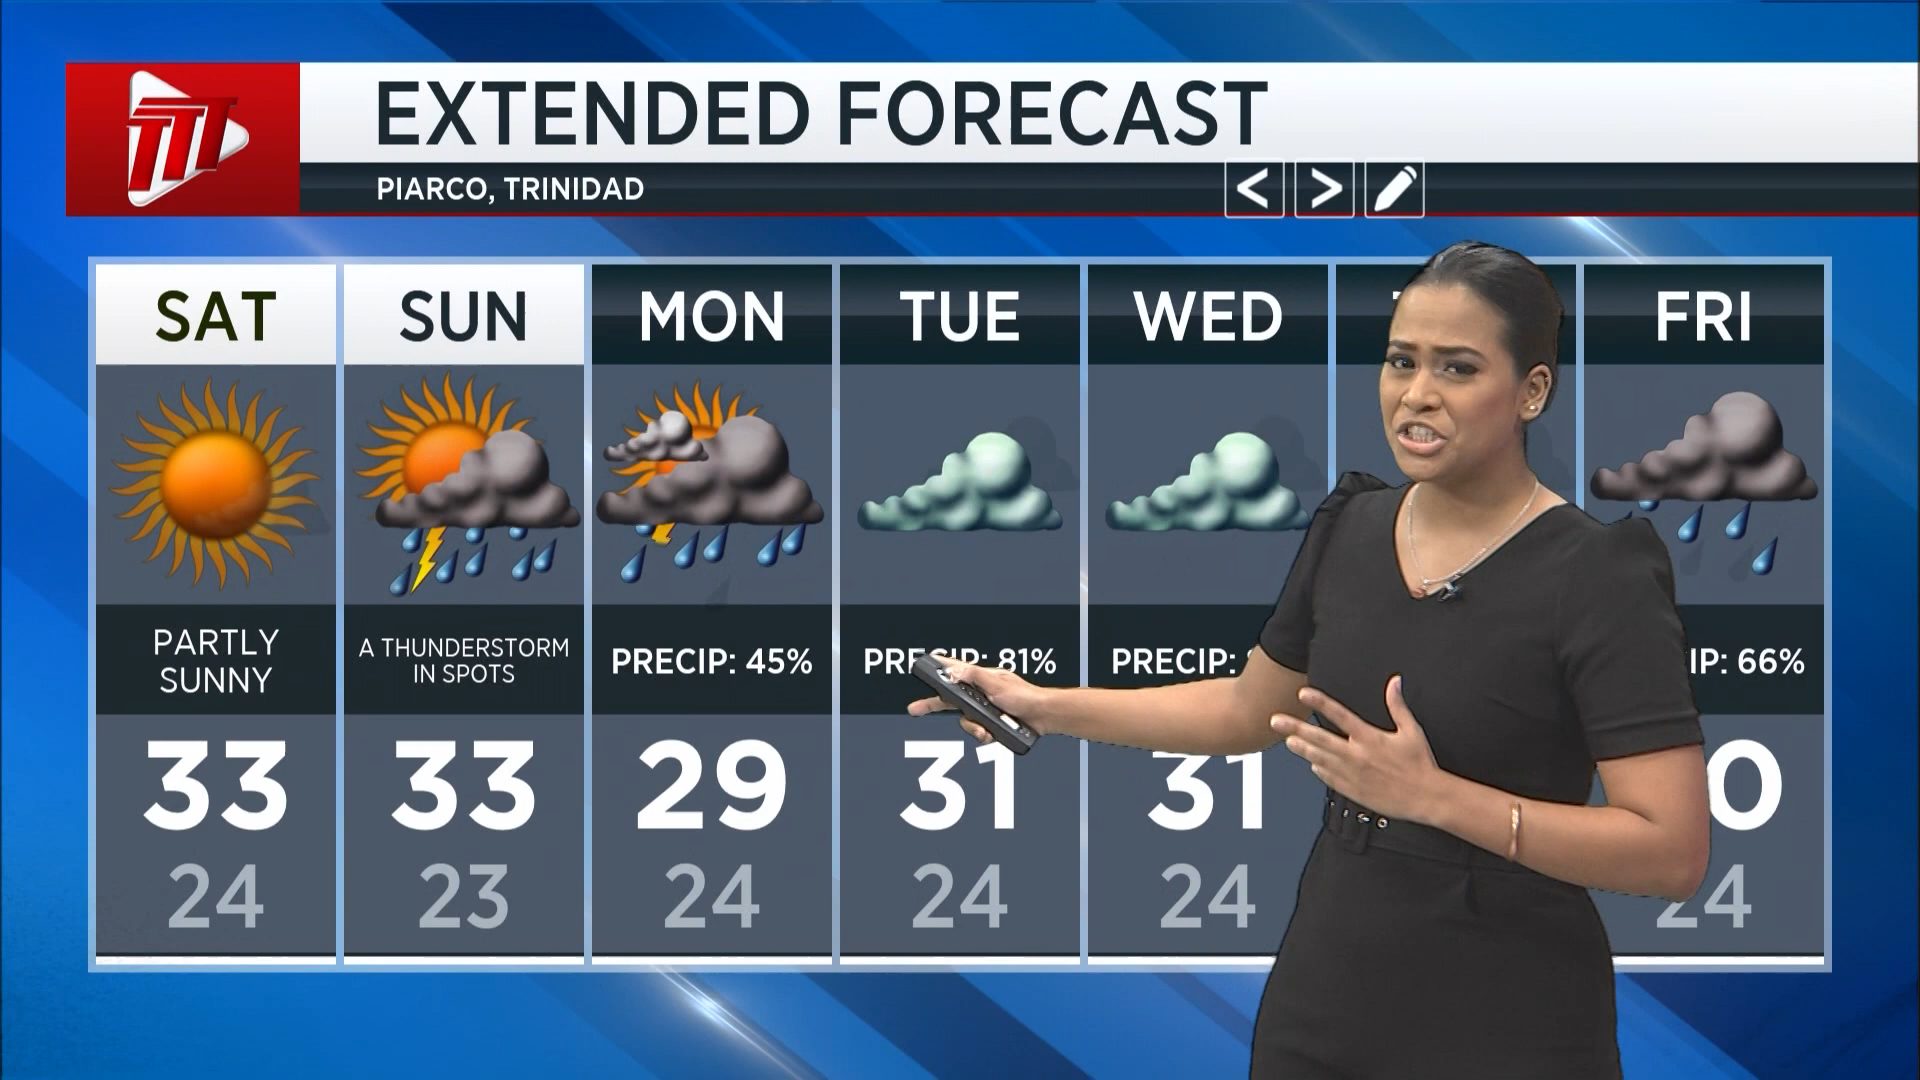 TTT
EXTENDED FORECAST
PIARCO, TRINIDAD
SAT
SUN
MON
TUE
WED
FRI
PARTLY
SUNNY
A THUNDERSTORM
IN SPOTS
PRECIP: 45%
81%
PRECIP:
66%
33
33
29
31
31
24
23
24
24
24
24